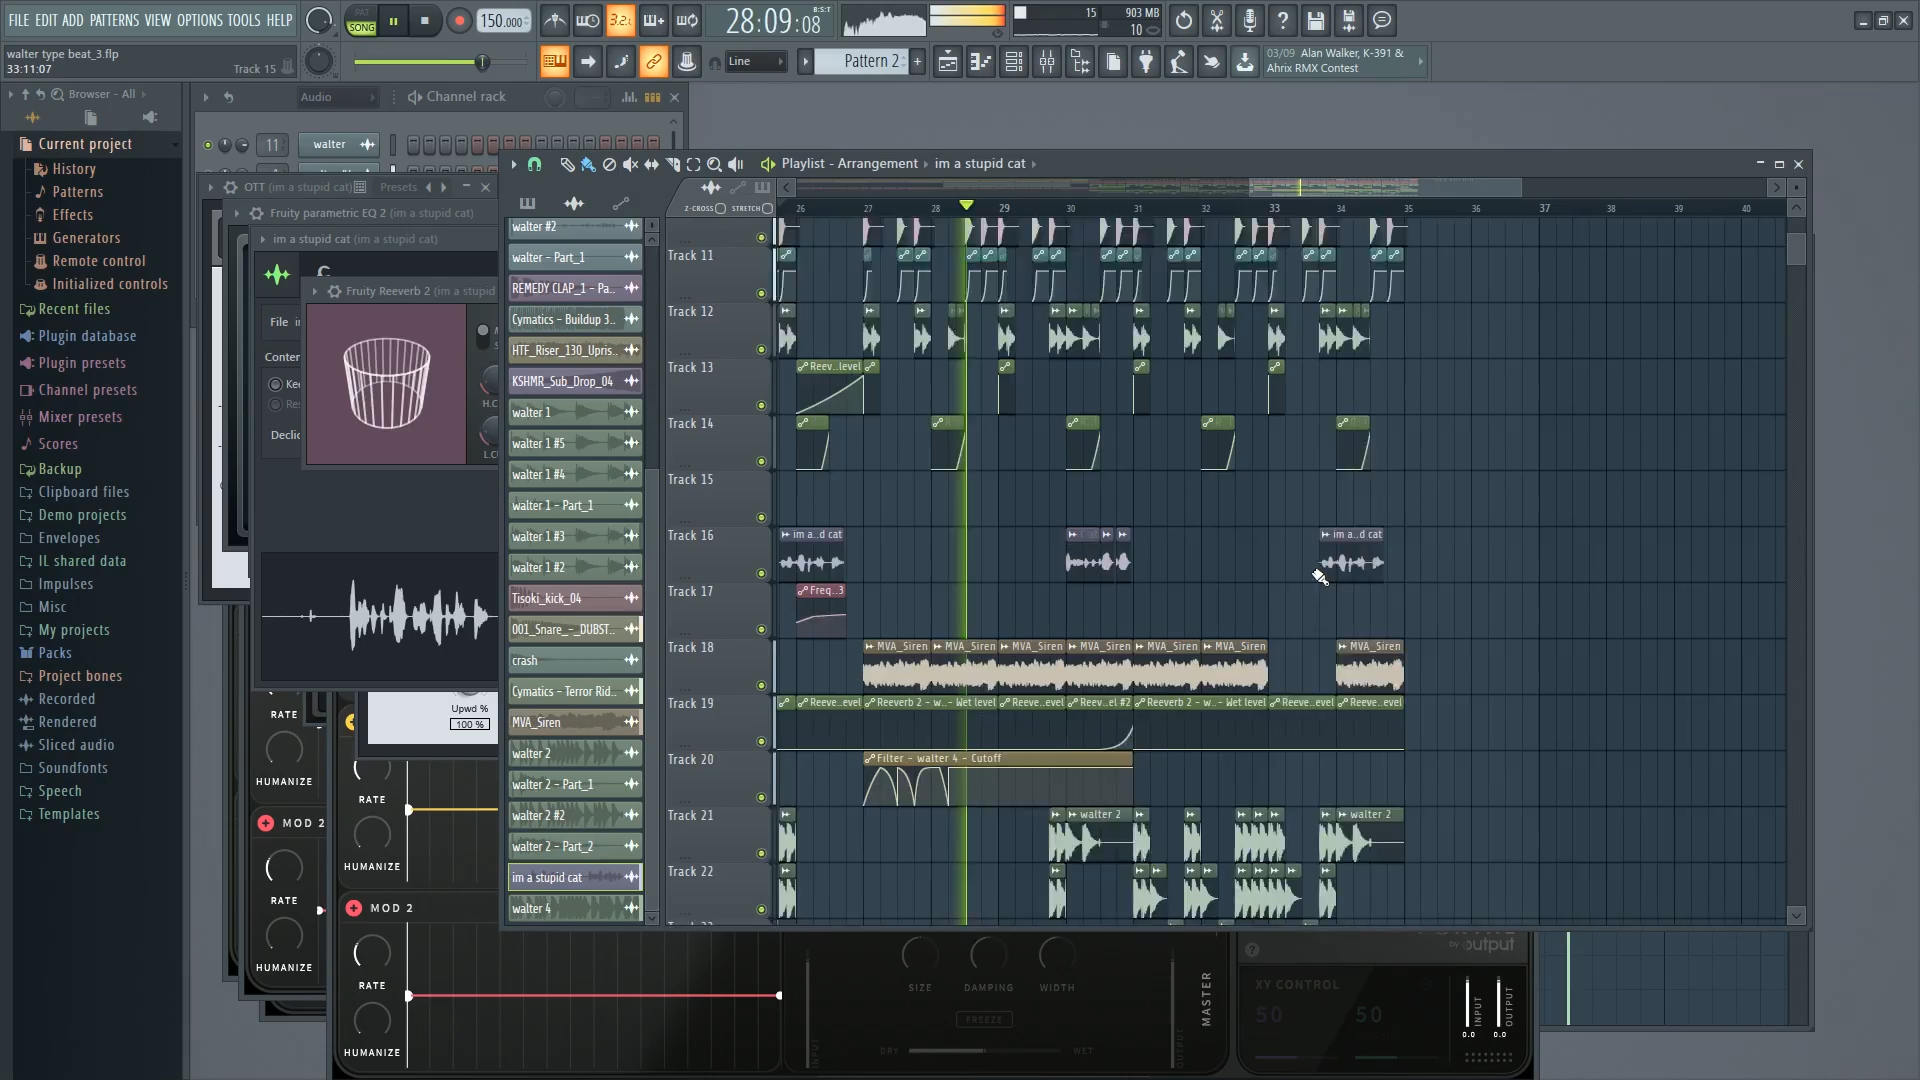 FILE EDIT ADD PATTERNS VIEW OPTIONS TOOLS HELP
PAT
SONG
150.000
3.2.
28:09:08
B:S:T
15
903 MB
10
walter type beat_3.flp
33:11:07
Track 15
Line
Pattern 2
03/09 Alan Walker, K-391 &
Ahrix RMX Contest
Browser - All
Current project
History
Patterns
Effects
Generators
Remote control
Initialized controls
Recent files
Plugin database
Plugin presets
Channel presets
Mixer presets
Scores
Backup
Clipboard files
Demo projects
Envelopes
IL shared data
Impulses
Misc
My projects
Packs
Project bones
Recorded
Rendered
Sliced audio
Soundfonts
Speech
Templates
Audio
Channel rack
11
walter
OTT (im a stupid cat)
Presets
Fruity parametric EQ 2 (im a stupid cat)
im a stupid cat (im a stupid cat)
Fruity Reeverb 2 (im a stupid
File
Conten
Declic
H.C
L.CU
Upwd %
100 %
RATE
HUMANIZE
MOD 2
RATE
HUMANIZE
RATE
HUMANIZE
MOD 2
RATE
HUMANIZE
Playlist - Arrangement
im a stupid cat
Z-CROSS
STRETCH
26
27
28
29
30
31
32
33
34
35
36
37
38
39
40
walter #2
walter - Part_1
REMEDY CLAP_1 - Pa..
Cymatics - Buildup 3..
HTF_Riser_130_Upris..
KSHMR_Sub_Drop_04
walter 1
walter 1 #5
walter 1 #4
walter 1 - Part_1
walter 1 #3
walter 1 #2
Tisoki_kick_04
001_Snare_-_DUBST..
crash
Cymatics - Terror Rid..
MVA_Siren
walter 2
walter 2 - Part_1
walter 2 #2
walter 2 - Part_2
im a stupid cat
walter 4
Track 11
Track 12
Track 13
Reev..level
Track 14
Track 15
Track 16
im a..d cat
im a..d cat
Track 17
Freq..3
Track 18
MVA_Siren
MVA_Siren
MVA_Siren
MVA_Siren
MVA_Siren
MVA_Siren
MVA_Siren
Track 19
Reeve..evel
Reeverb 2 - w..- Wet level
Reeve..evel
Reev..el #2
Reeverb 2 - w..- Wet level
Reeve..evel
Reeve..evel
Track 20
Filter - walter 4 - Cutoff
Track 21
walter 2
walter 2
Track 22
SIZE
DAMPING
WIDTH
FREEZE
DRY
WET
INPUT
OUTPUT
MASTER
by output
XY CONTROL
50
50
INPUT
OUTPUT
0.0
0.0